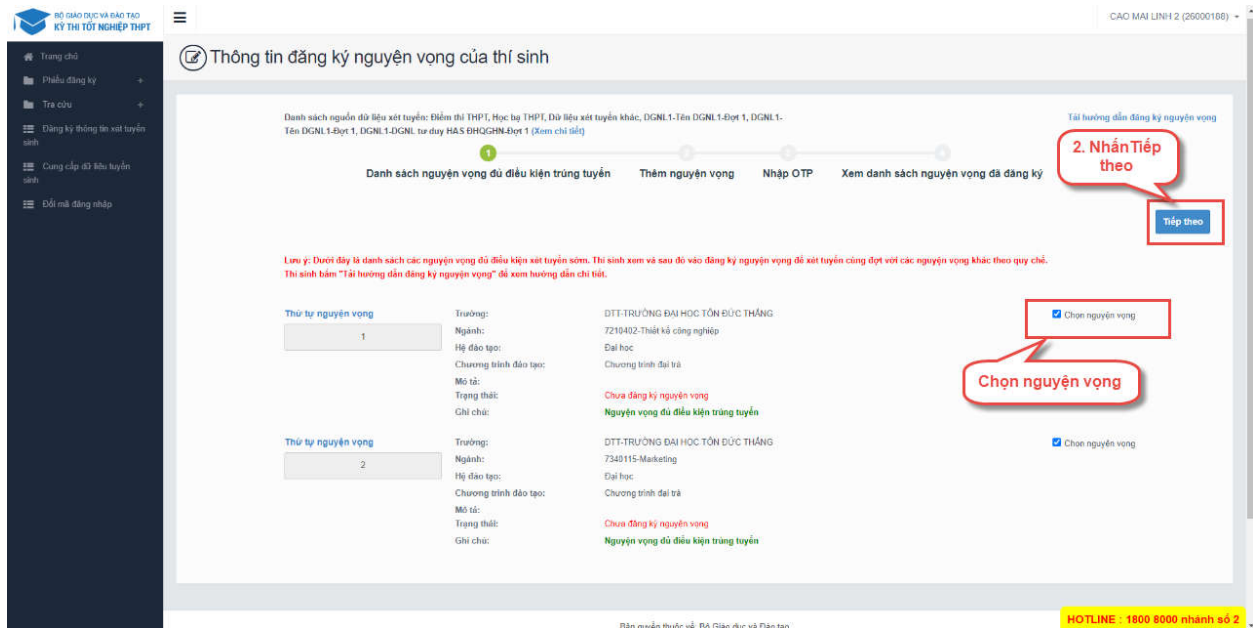 BỘ GIÁO DỤC VÀ ĐÀO TẠO
KỲ THI TỐT NGHIỆP THPT
CAO MAI LINH 2 (26000188)
Trang chủ
Phiếu đăng ký +
Tra cứu +
Đăng ký thông tin xét tuyển
sinh
Cung cấp dữ liệu tuyển
sinh
Đổi mã đăng nhập
Thông tin đăng ký nguyện vọng của thí sinh
Danh sách nguồn dữ liệu xét tuyển: Điểm thi THPT, Học bạ THPT, Dữ liệu xét tuyển khác, DGNL1-Tên DGNL1-Đợt 1, DGNL1-
Tên DGNL1-Đợt 1, DGNL1-DGNL tư duy HAS ĐHQGHN-Đợt 1 (Xem chi tiết)
Tải hướng dẫn đăng ký nguyện vọng
1 2 3 4
Danh sách nguyện vọng đủ điều kiện trúng tuyển Thêm nguyện vọng Nhập OTP Xem danh sách nguyện vọng đã đăng ký
2. Nhấn Tiếp
theo
Tiếp theo
Lưu ý: Dưới đây là danh sách các nguyện vọng đủ điều kiện xét tuyển sớm. Thí sinh xem và sau đó vào đăng ký nguyện vọng để xét tuyển cùng đợt với các nguyện vọng khác theo quy chế.
Thí sinh bấm "Tải hướng dẫn đăng ký nguyện vọng" để xem hướng dẫn chi tiết.
Thứ tự nguyện vọng
1
Trường: DTT-TRƯỜNG ĐẠI HỌC TÔN ĐỨC THẮNG
Ngành: 7210402-Thiết kế công nghiệp
Hệ đào tạo: Đại học
Chương trình đào tạo: Chương trình đại trà
Mô tả:
Trạng thái: Chưa đăng ký nguyện vọng
Ghi chú: Nguyện vọng đủ điều kiện trúng tuyển
Chọn nguyện vọng
Chọn nguyện vọng
Thứ tự nguyện vọng
2
Trường: DTT-TRƯỜNG ĐẠI HỌC TÔN ĐỨC THẮNG
Ngành: 7340115-Marketing
Hệ đào tạo: Đại học
Chương trình đào tạo: Chương trình đại trà
Mô tả:
Trạng thái: Chưa đăng ký nguyện vọng
Ghi chú: Nguyện vọng đủ điều kiện trúng tuyển
Chọn nguyện vọng
Bản quyền thuộc về: Bộ Giáo dục và Đào tạo
HOTLINE : 1800 8000 nhánh số 2